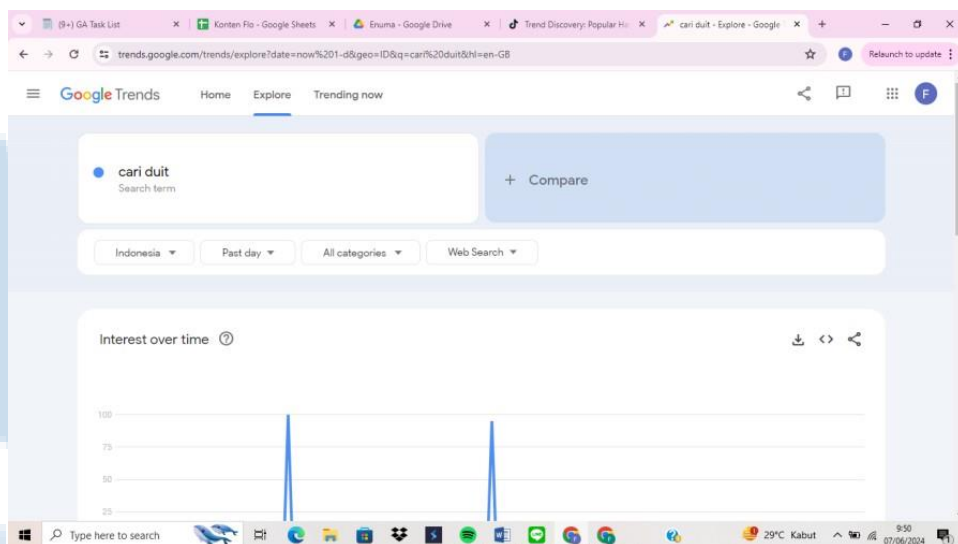 (9+) GA Task List
Konten Flo - Google Sheets
Enuma - Google Drive
Trend Discovery: Popular Ha
cari duit - Explore - Google
trends.google.com/trends/explore?date=now%201-d&geo=ID&q=cari%20duit&hl=en-GB
F
Relaunch to update
Google Trends
Home
Explore
Trending now
F
cari duit
Search term
+ Compare
Indonesia
Past day
All categories
Web Search
Interest over time
100
75
50
25
Type here to search
29°C Kabut
9:50
07/06/2024